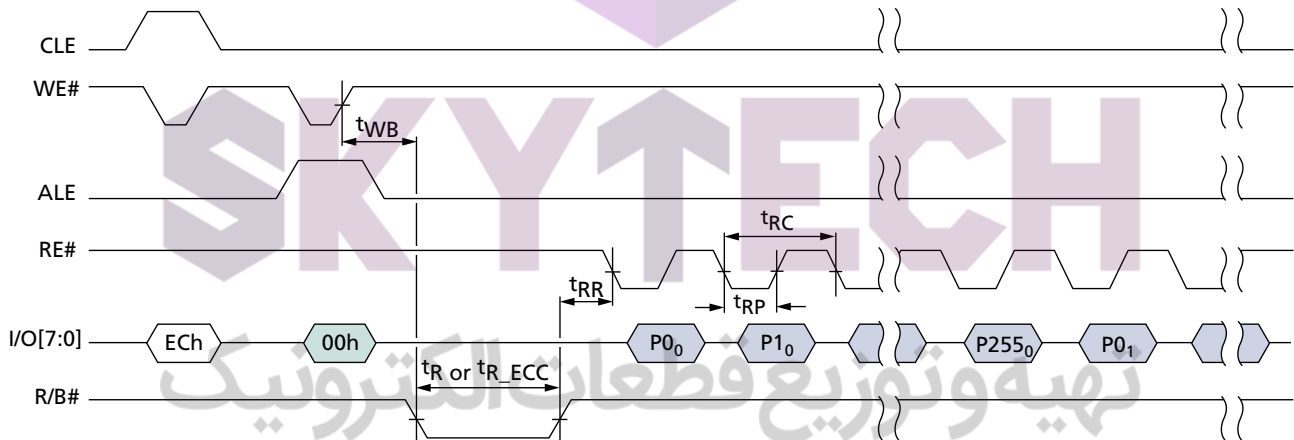 CLE
WE#
tWB
ALE
SKYTECH
tRC
RE#
tRR
tRP
I/O[7:0] ECh 00h P0₀ P1₀ P255₀ P0₁
tR or tR_ECC
R/B#
تهیه و توزیع قطعات الکترونیک